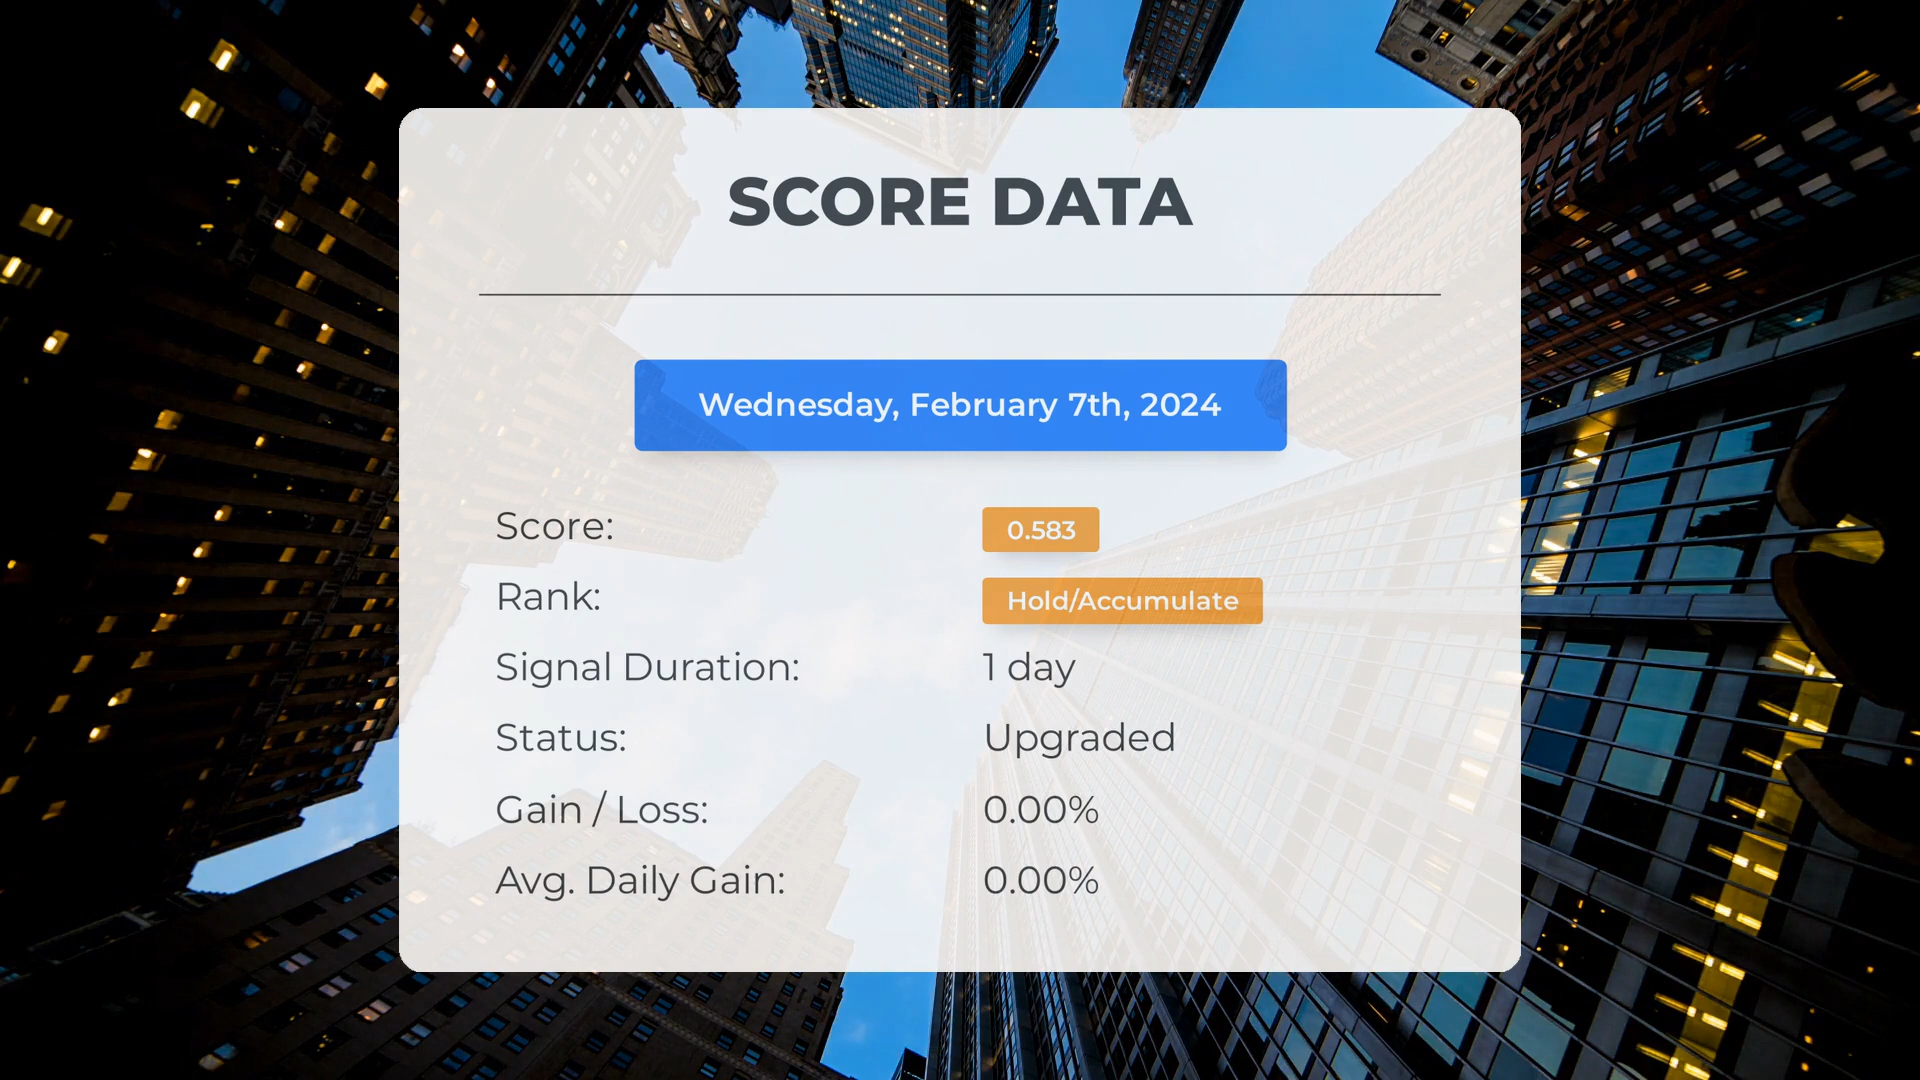 SCORE DATA
Wednesday, February 7th, 2024
Score: 0.583
Rank: Hold/Accumulate
Signal Duration: 1 day
Status: Upgraded
Gain / Loss: 0.00%
Avg. Daily Gain: 0.00%